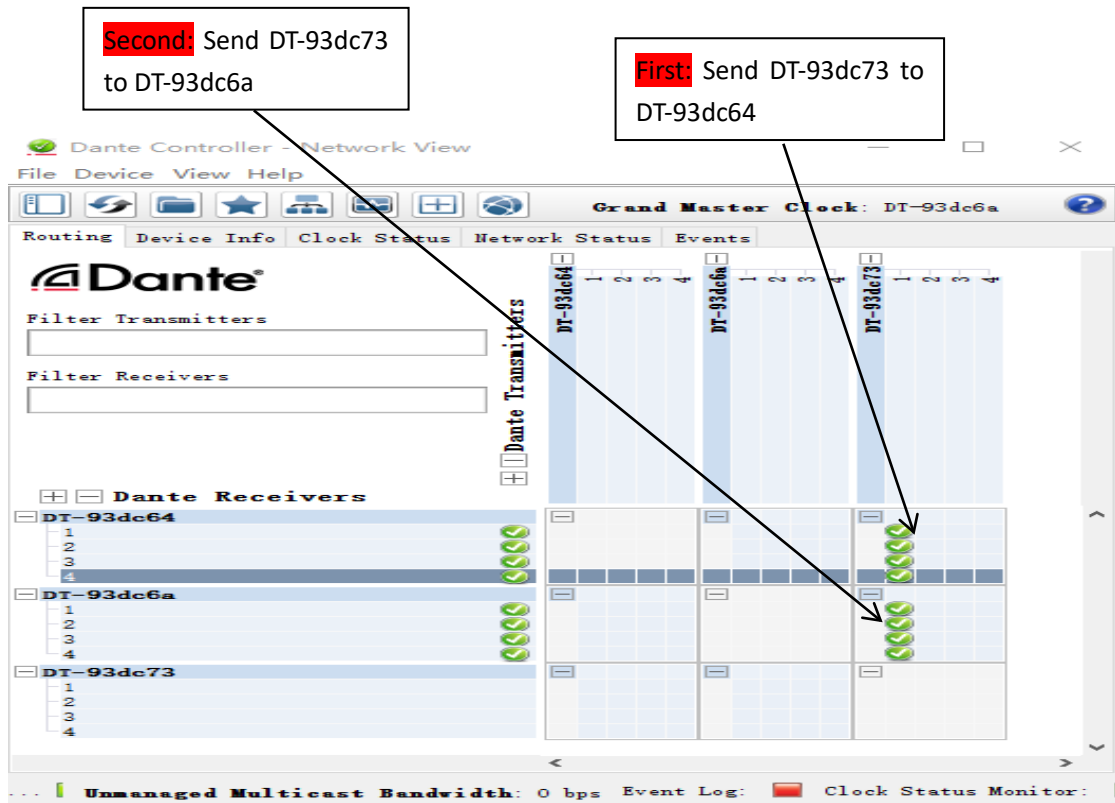 Second: Send DT-93dc73
to DT-93dc6a
First: Send DT-93dc73 to
DT-93dc64
Dante Controller - Network View
File Device View Help
Grand Master Clock: DT-93dc6a
Routing Device Info Clock Status Network Status Events
Dante
Filter Transmitters
Filter Receivers
Dante Transmitters
DT-93dc64 1 2 3 4
DT-93dc6a 1 2 3 4
DT-93dc73 1 2 3 4
Dante Receivers
DT-93dc64
1
2
3
4
DT-93dc6a
1
2
3
4
DT-93dc73
1
2
3
4
... Unmanaged Multicast Bandwidth: 0 bps Event Log: Clock Status Monitor: